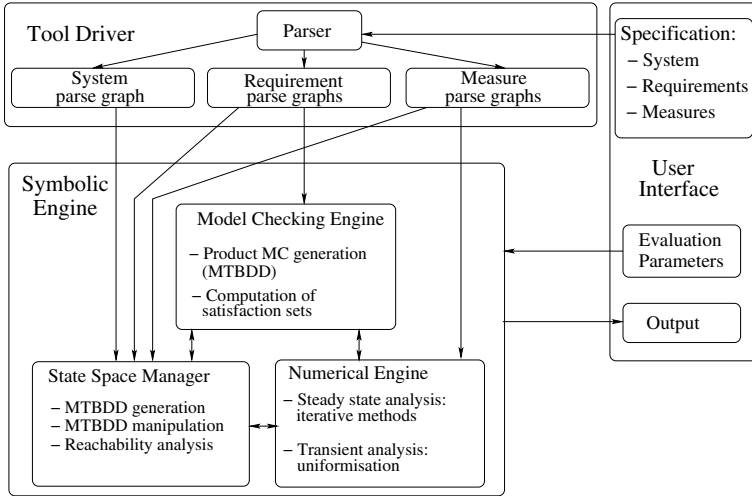 Tool Driver
Parser
System
parse graph
Requirement
parse graphs
Measure
parse graphs
Specification:
– System
– Requirements
– Measures
User
Interface
Evaluation
Parameters
Output
Symbolic
Engine
Model Checking Engine
– Product MC generation
(MTBDD)
– Computation of
satisfaction sets
State Space Manager
– MTBDD generation
– MTBDD manipulation
– Reachability analysis
Numerical Engine
– Steady state analysis:
iterative methods
– Transient analysis:
uniformisation